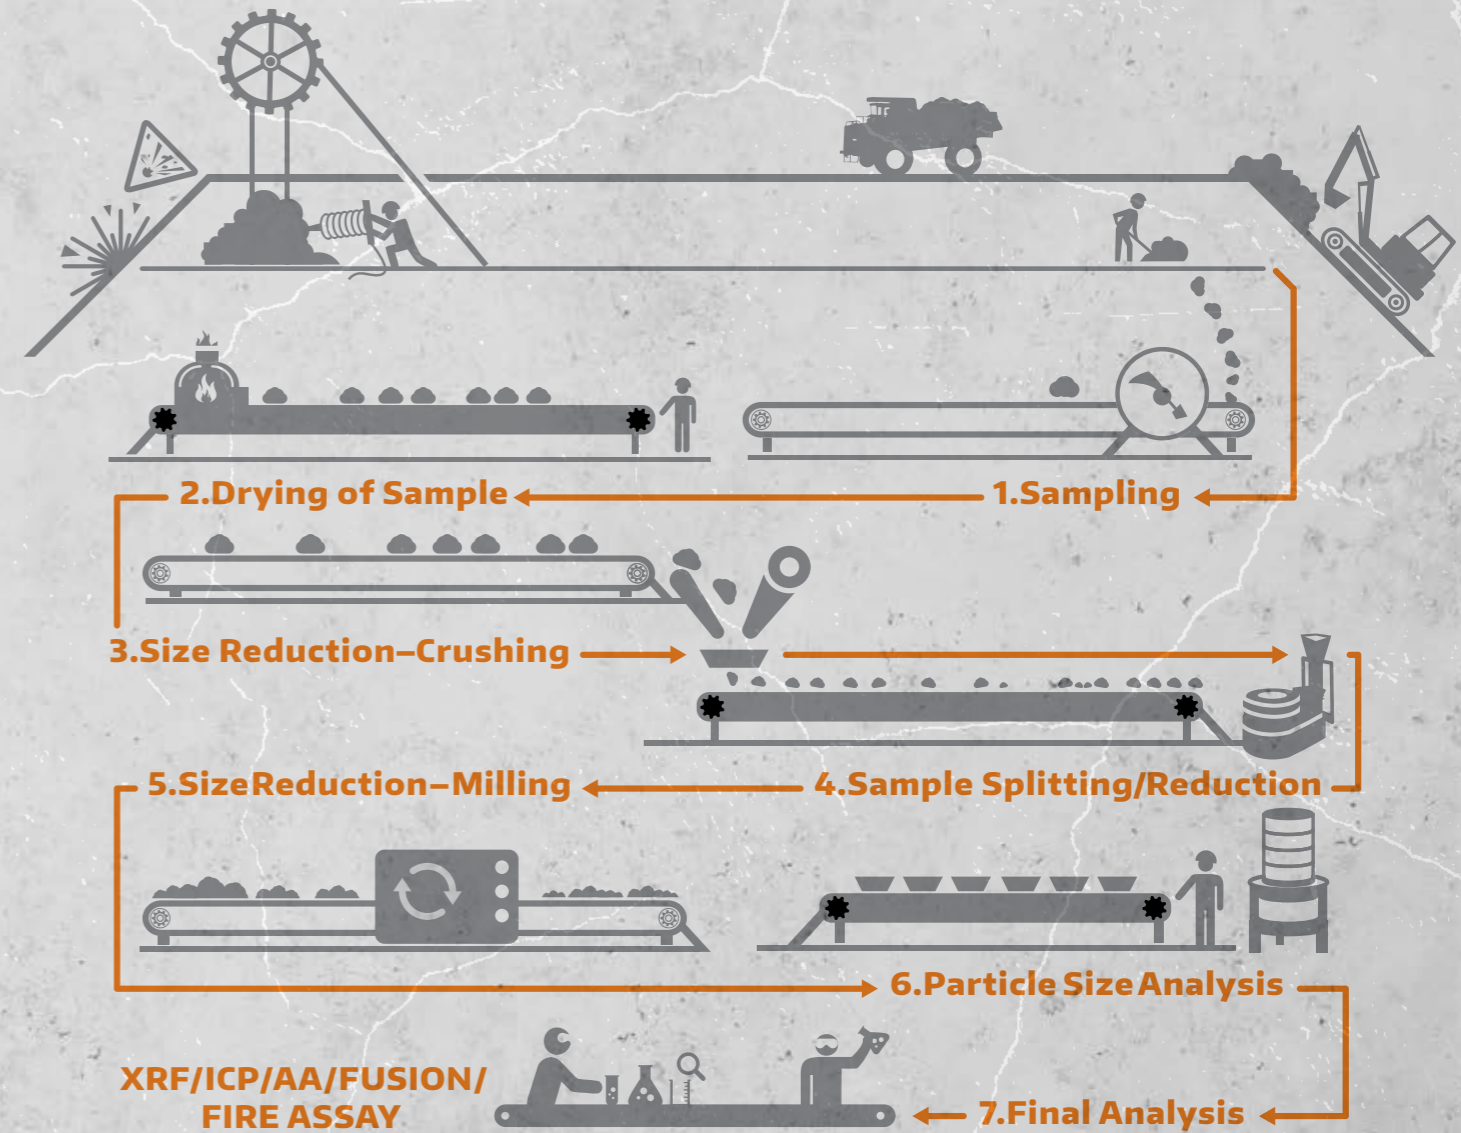 2.Drying of Sample
1.Sampling
3.Size Reduction–Crushing
5.SizeReduction–Milling
4.Sample Splitting/Reduction
6.Particle Size Analysis
XRF/ICP/AA/FUSION/
FIRE ASSAY
7.Final Analysis